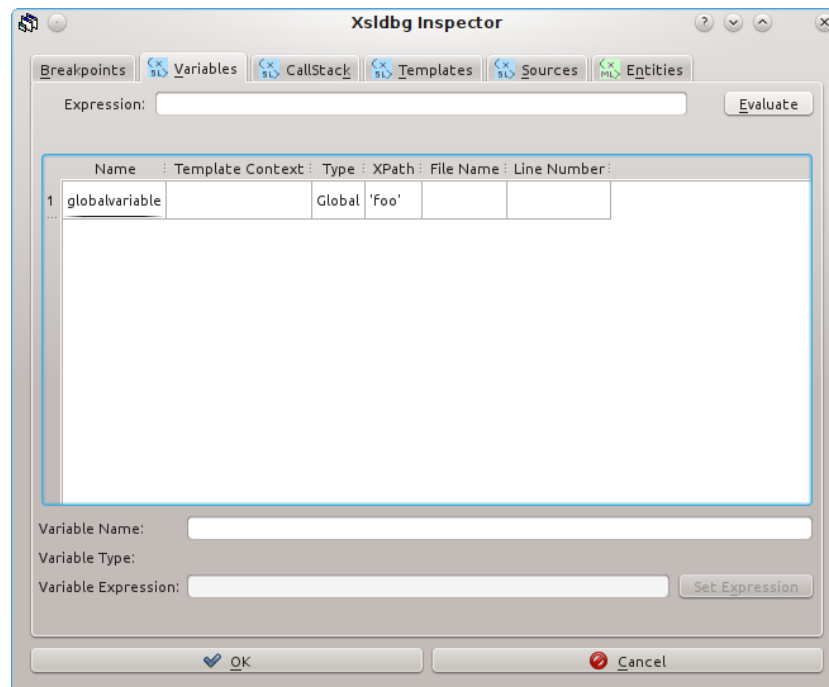 Xsldbg Inspector
Breakpoints Variables CallStack Templates Sources Entities
Expression: Evaluate
Name Template Context Type XPath File Name Line Number
1 globalvariable Global 'foo'
Variable Name:
Variable Type:
Variable Expression: Set Expression
OK Cancel